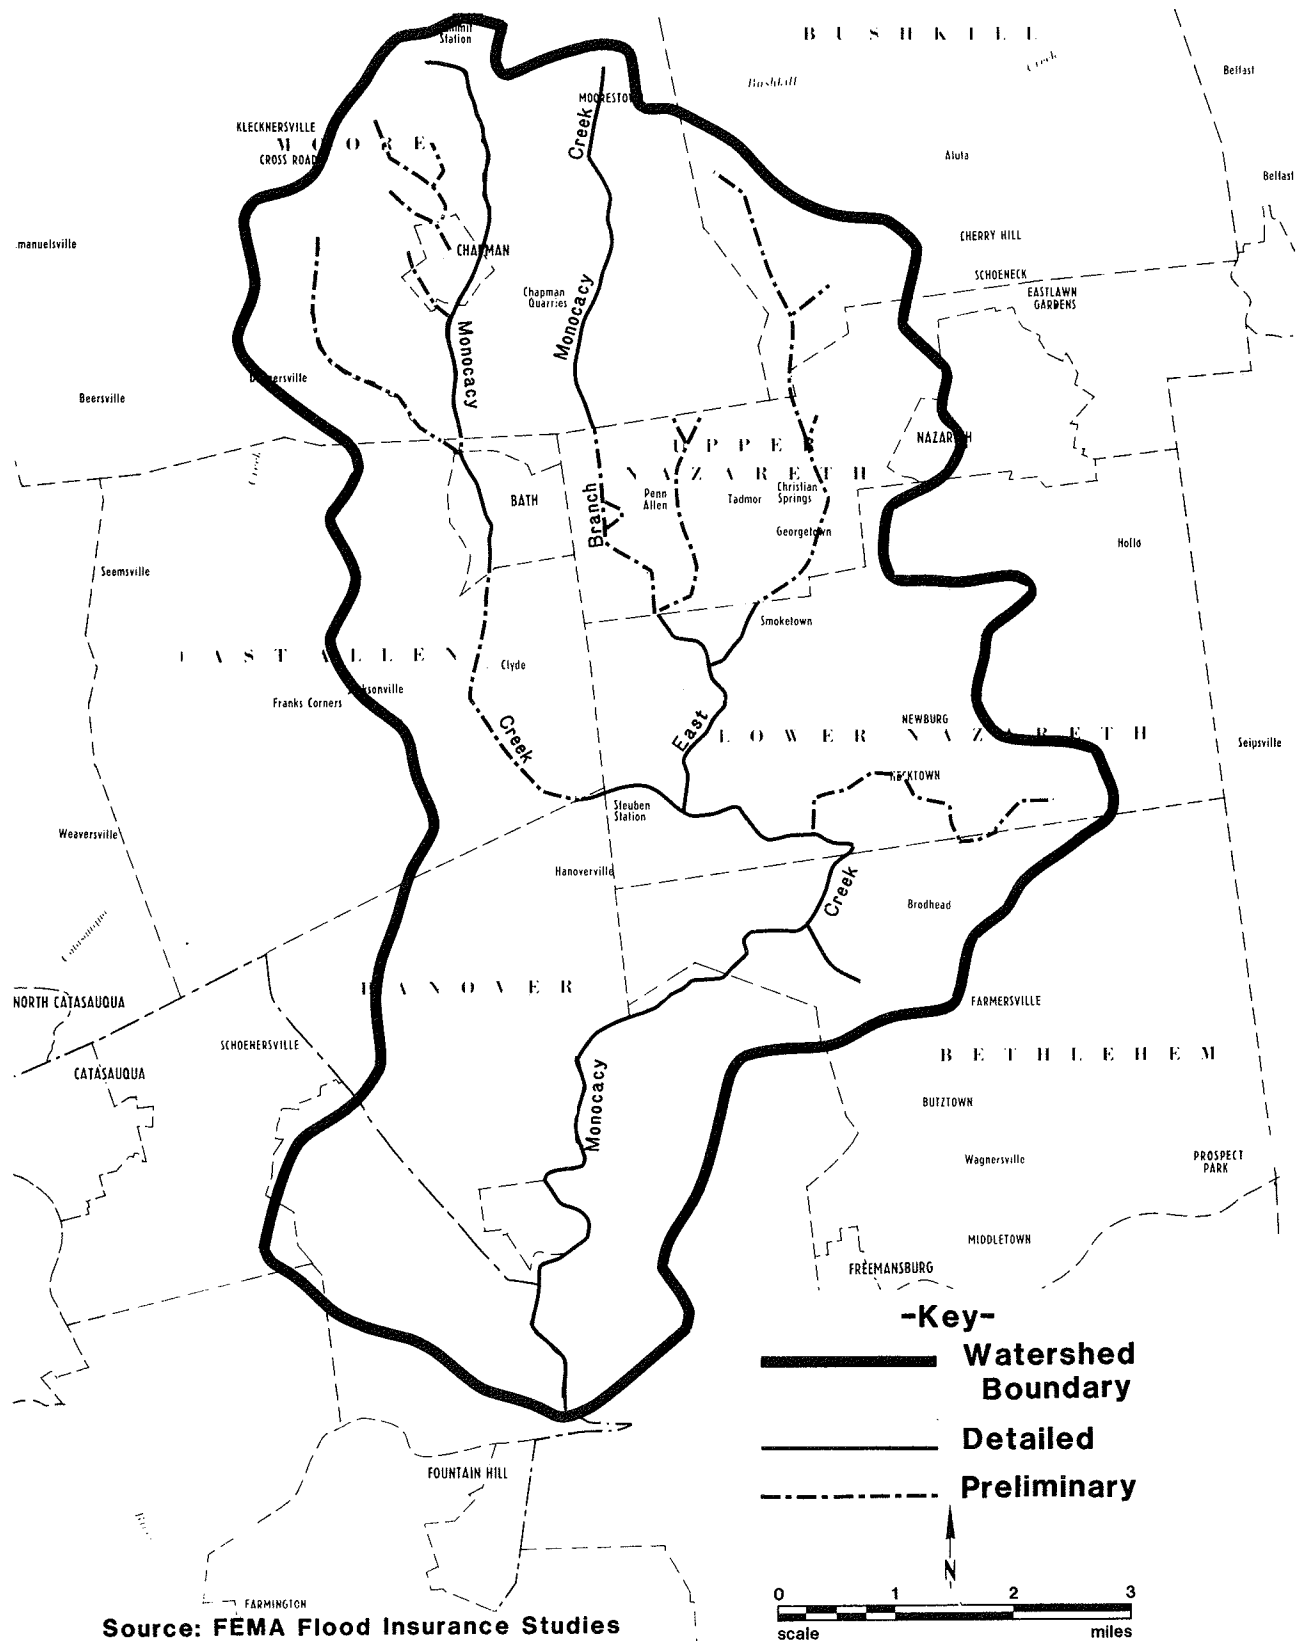 BUSHKILL
Station
Creek
Bushkill
Belfast
MOORESTOWN
KLECKNERSVILLE
MOORE
CROSS ROAD
Creek
Aluta
Belfast
manuelsville
CHAPMAN
CHERRY HILL
SCHOENECK
Chapman
Quarries
EASTLAWN
GARDENS
Monocacy
Monocacy
Beersville
UPPER
NAZARETH
NAZARETH
Creek
BATH
Branch
Penn
Allen
Tadmor
Christian
Springs
Georgetown
Hollo
Seemsville
Smoketown
EAST ALLEN
Clyde
Franks Corners
Creek
East
NEWBURG
LOWER NAZARETH
Seipsville
Steuben
Station
Weaversville
Hanoverville
Creek
Brodhead
Catasauqua
HANOVER
NORTH CATASAUQUA
FARMERSVILLE
SCHOENERSVILLE
BETHLEHEM
CATASAUQUA
Monocacy
BUTZTOWN
Wagnersville
PROSPECT
PARK
MIDDLETOWN
FREEMANSBURG
-Key-
Watershed
Boundary
Detailed
Preliminary
FOUNTAIN HILL
N
0 1 2 3
scale miles
FARMINGTON
Source: FEMA Flood Insurance Studies